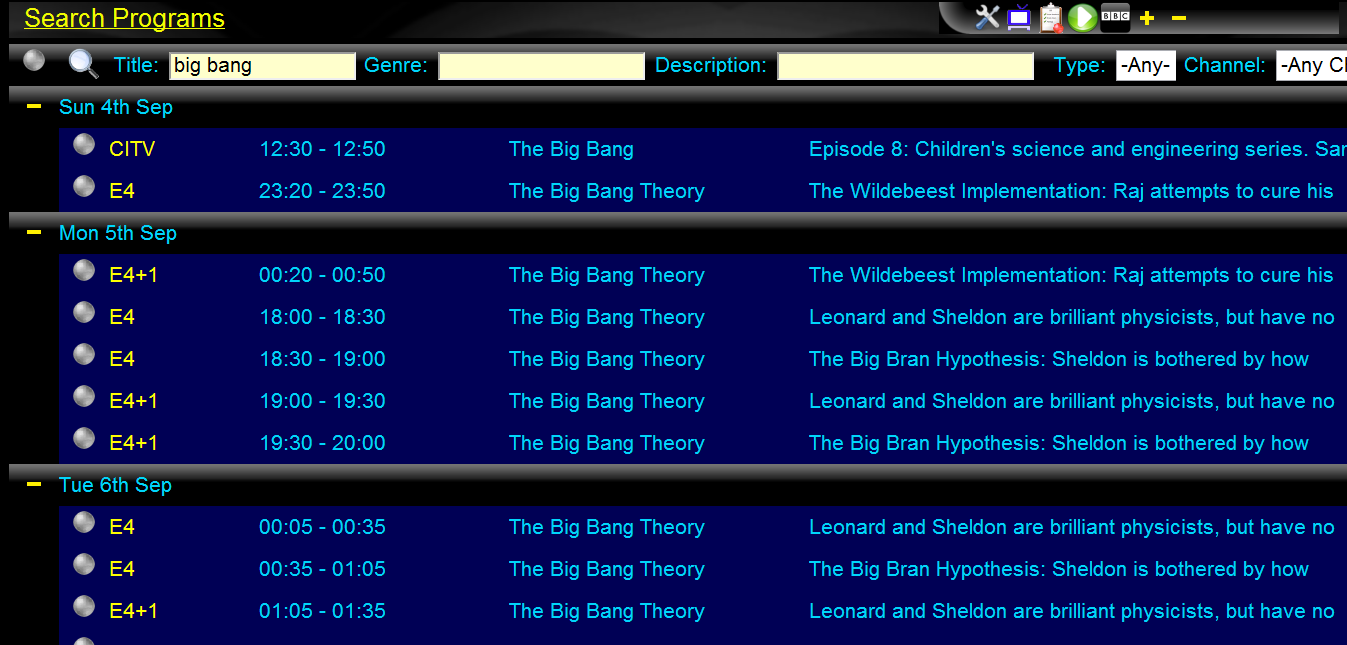 Search Programs BBC
Title: big bang Genre: Description: Type: -Any- Channel: -Any
Sun 4th Sep
CITV 12:30 - 12:50 The Big Bang Episode 8: Children's science and engineering series.
E4 23:20 - 23:50 The Big Bang Theory The Wildebeest Implementation: Raj attempts to cure his
Mon 5th Sep
E4+1 00:20 - 00:50 The Big Bang Theory The Wildebeest Implementation: Raj attempts to cure his
E4 18:00 - 18:30 The Big Bang Theory Leonard and Sheldon are brilliant physicists, but have no
E4 18:30 - 19:00 The Big Bang Theory The Big Bran Hypothesis: Sheldon is bothered by how
E4+1 19:00 - 19:30 The Big Bang Theory Leonard and Sheldon are brilliant physicists, but have no
E4+1 19:30 - 20:00 The Big Bang Theory The Big Bran Hypothesis: Sheldon is bothered by how
Tue 6th Sep
E4 00:05 - 00:35 The Big Bang Theory Leonard and Sheldon are brilliant physicists, but have no
E4 00:35 - 01:05 The Big Bang Theory The Big Bran Hypothesis: Sheldon is bothered by how
E4+1 01:05 - 01:35 The Big Bang Theory Leonard and Sheldon are brilliant physicists, but have no